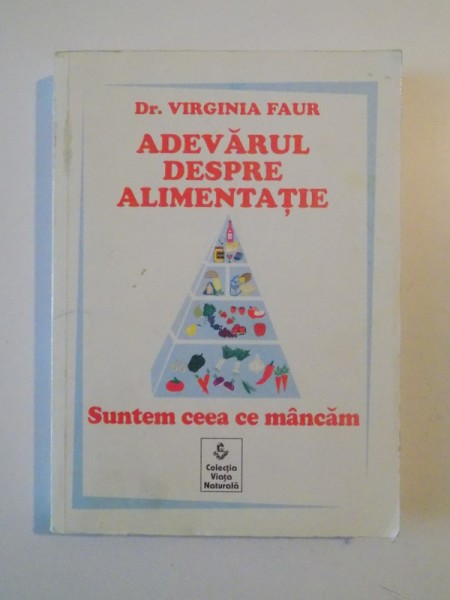 Dr. VIRGINIA FAUR
ADEVĂRUL
DESPRE
ALIMENTAȚIE
Suntem ceea ce mâncăm
Colecția
Viața
Naturală